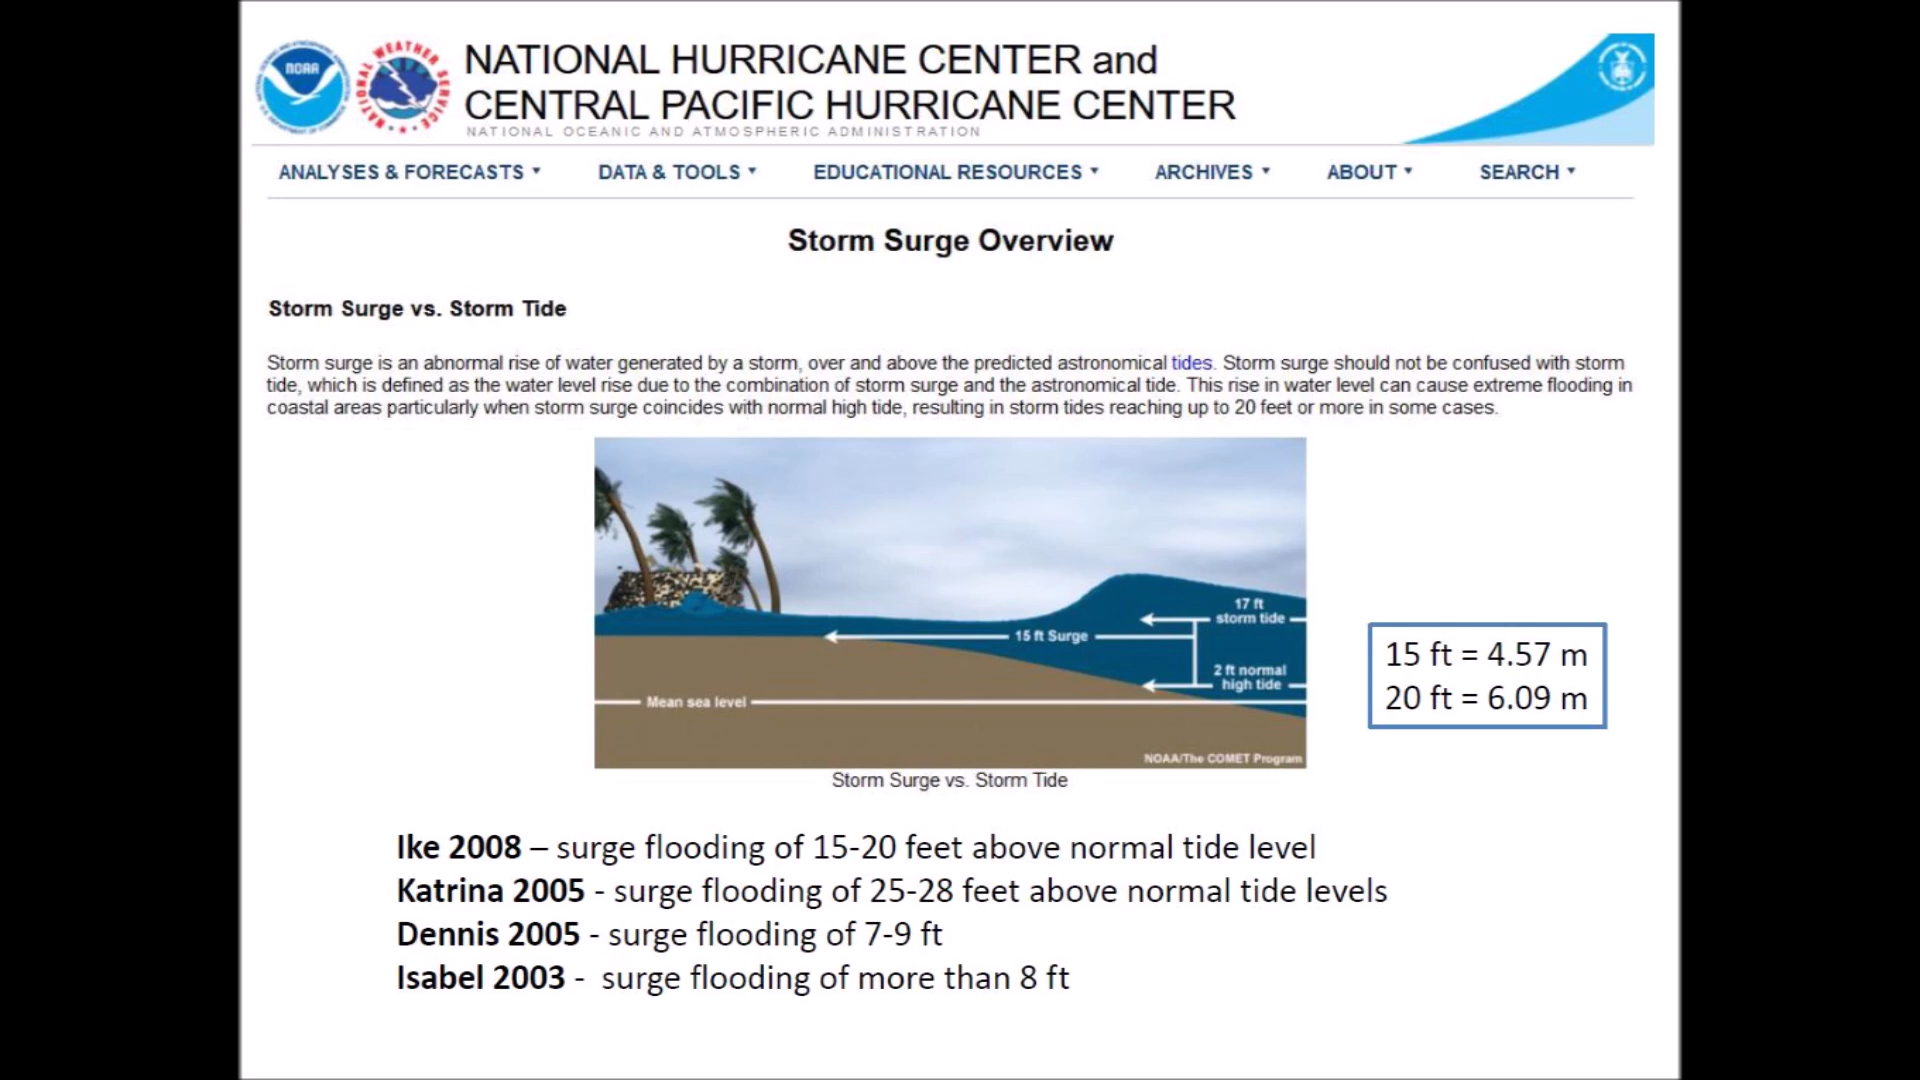 NOAA
NATIONAL WEATHER SERVICE
NATIONAL HURRICANE CENTER and
CENTRAL PACIFIC HURRICANE CENTER
NATIONAL OCEANIC AND ATMOSPHERIC ADMINISTRATION
ANALYSES & FORECASTS ▼ DATA & TOOLS ▼ EDUCATIONAL RESOURCES ▼ ARCHIVES ▼ ABOUT ▼ SEARCH ▼
Storm Surge Overview
Storm Surge vs. Storm Tide
Storm surge is an abnormal rise of water generated by a storm, over and above the predicted astronomical tides. Storm surge should not be confused with storm
tide, which is defined as the water level rise due to the combination of storm surge and the astronomical tide. This rise in water level can cause extreme flooding in
coastal areas particularly when storm surge coincides with normal high tide, resulting in storm tides reaching up to 20 feet or more in some cases.
17 ft
storm tide
15 ft Surge
2 ft normal
high tide
Mean sea level
NOAA/The COMET Program
15 ft = 4.57 m
20 ft = 6.09 m
Storm Surge vs. Storm Tide
Ike 2008 – surge flooding of 15-20 feet above normal tide level
Katrina 2005 - surge flooding of 25-28 feet above normal tide levels
Dennis 2005 - surge flooding of 7-9 ft
Isabel 2003 - surge flooding of more than 8 ft